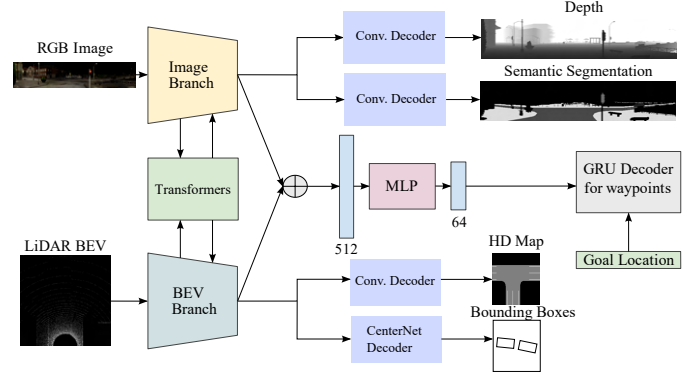 Depth
RGB Image
Image
Branch
Conv. Decoder
Semantic Segmentation
Conv. Decoder
Transformers
MLP
512
64
GRU Decoder
for waypoints
Goal Location
LiDAR BEV
BEV
Branch
HD Map
Conv. Decoder
Bounding Boxes
CenterNet
Decoder